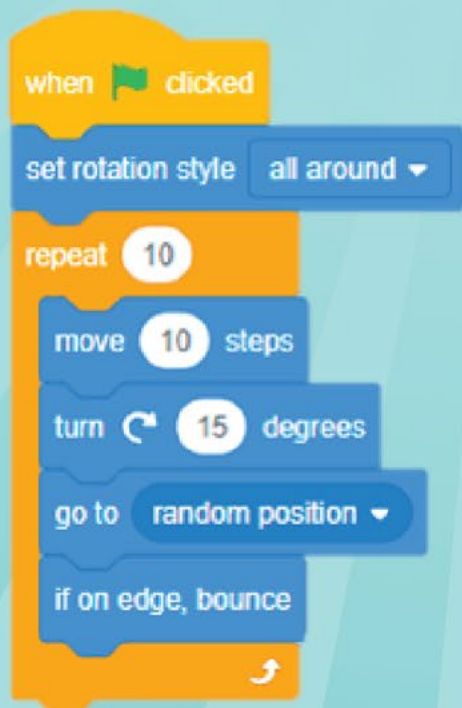 when clicked
set rotation style all around
repeat 10
move 10 steps
turn 15 degrees
go to random position
if on edge, bounce